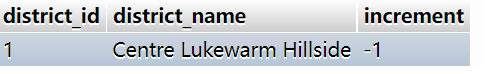 district_id district_name increment
1 Centre Lukewarm Hillside -1